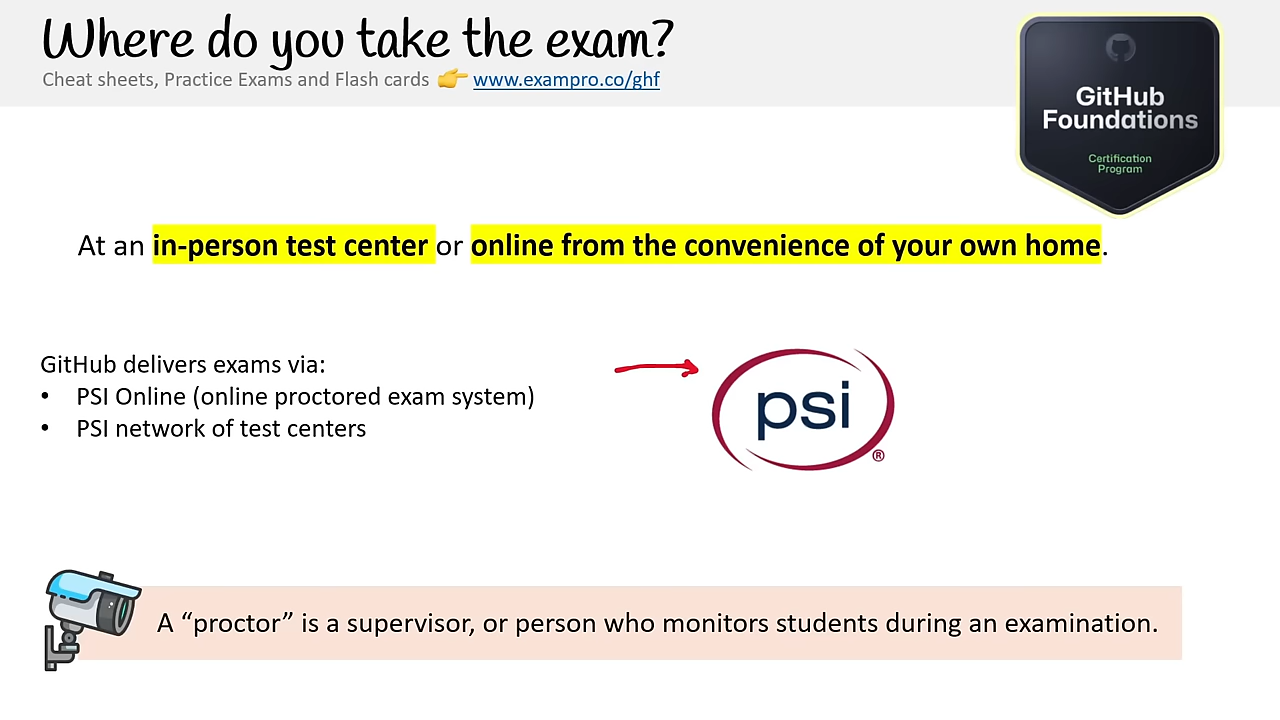 Where do you take the exam?
Cheat sheets, Practice Exams and Flash cards 👉 www.exampro.co/ghf
GitHub
Foundations
Certification
Program
At an in-person test center or online from the convenience of your own home.
GitHub delivers exams via:
• PSI Online (online proctored exam system)
• PSI network of test centers
psi
®
A “proctor” is a supervisor, or person who monitors students during an examination.